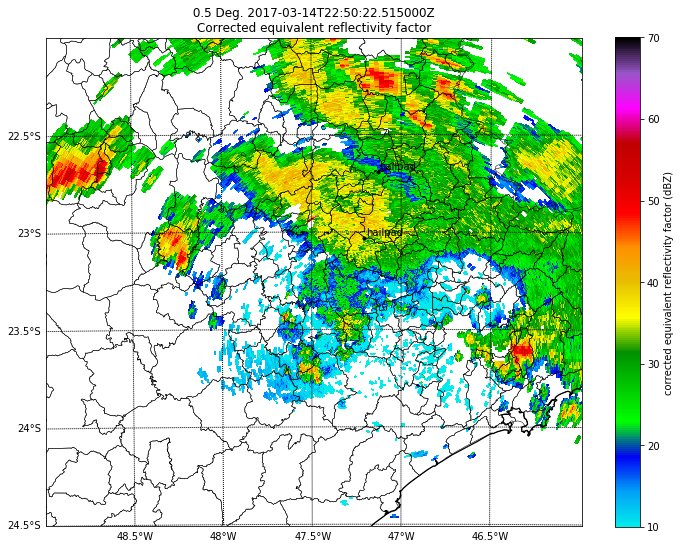 0.5 Deg. 2017-03-14T22:50:22.515000Z
Corrected equivalent reflectivity factor
22.5°S
23°S
23.5°S
24°S
24.5°S
48.5°W
48°W
47.5°W
47°W
46.5°W
hailpad
hailpad
70
60
50
40
30
20
10
corrected equivalent reflectivity factor (dBZ)